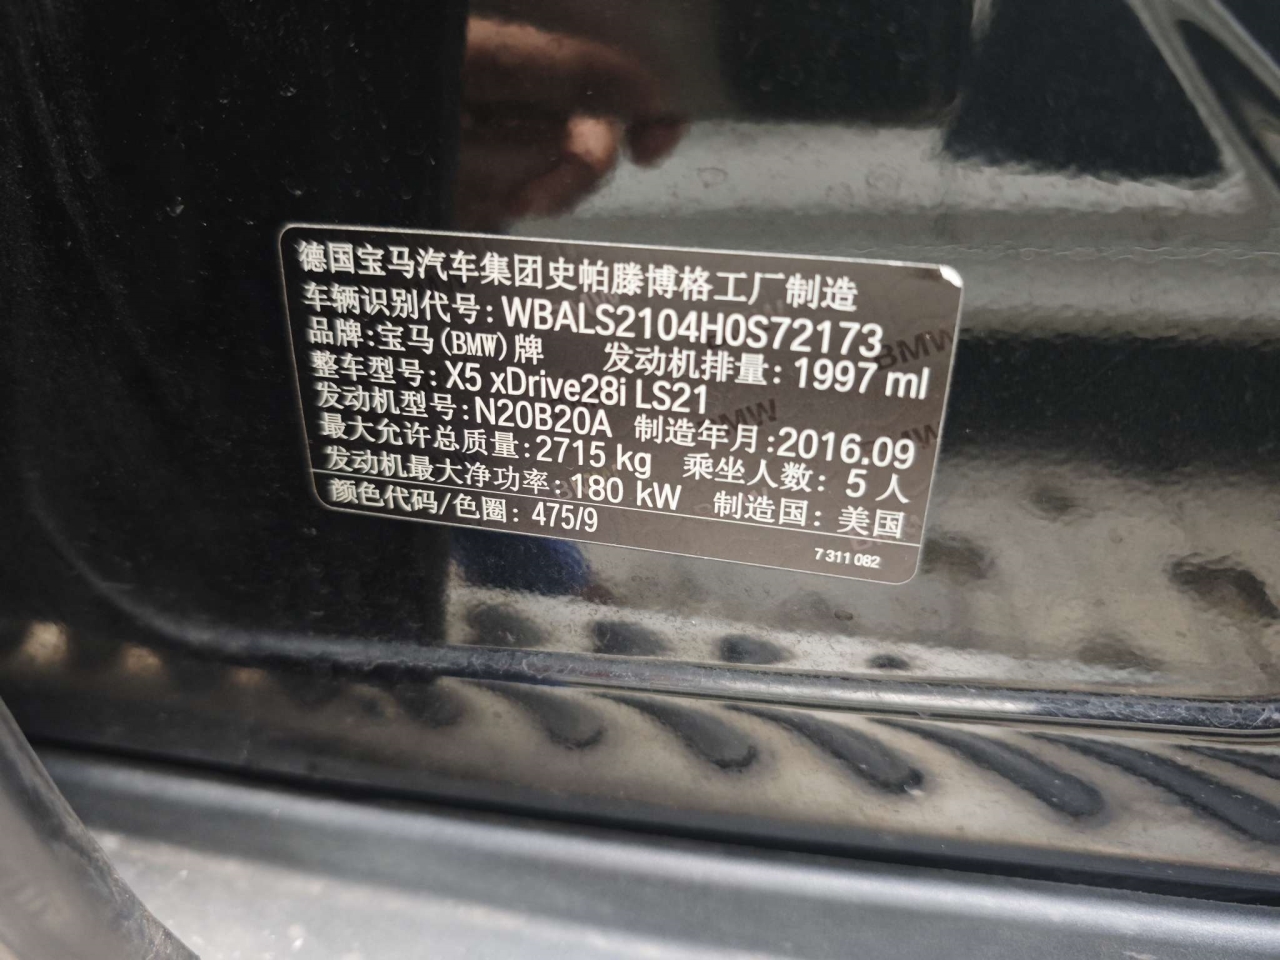 德国宝马汽车集团史帕滕博格工厂制造
车辆识别代号: WBALS2104H0S72173
品牌:宝马(BMW)牌 发动机排量: 1997 ml
整车型号: X5 xDrive28i LS21
发动机型号: N20B20A 制造年月:2016.09
最大允许总质量:2715 kg 乘坐人数: 5 人
发动机最大净功率:180 kW 制造国: 美国
颜色代码/色圈: 475/9
7 311 082